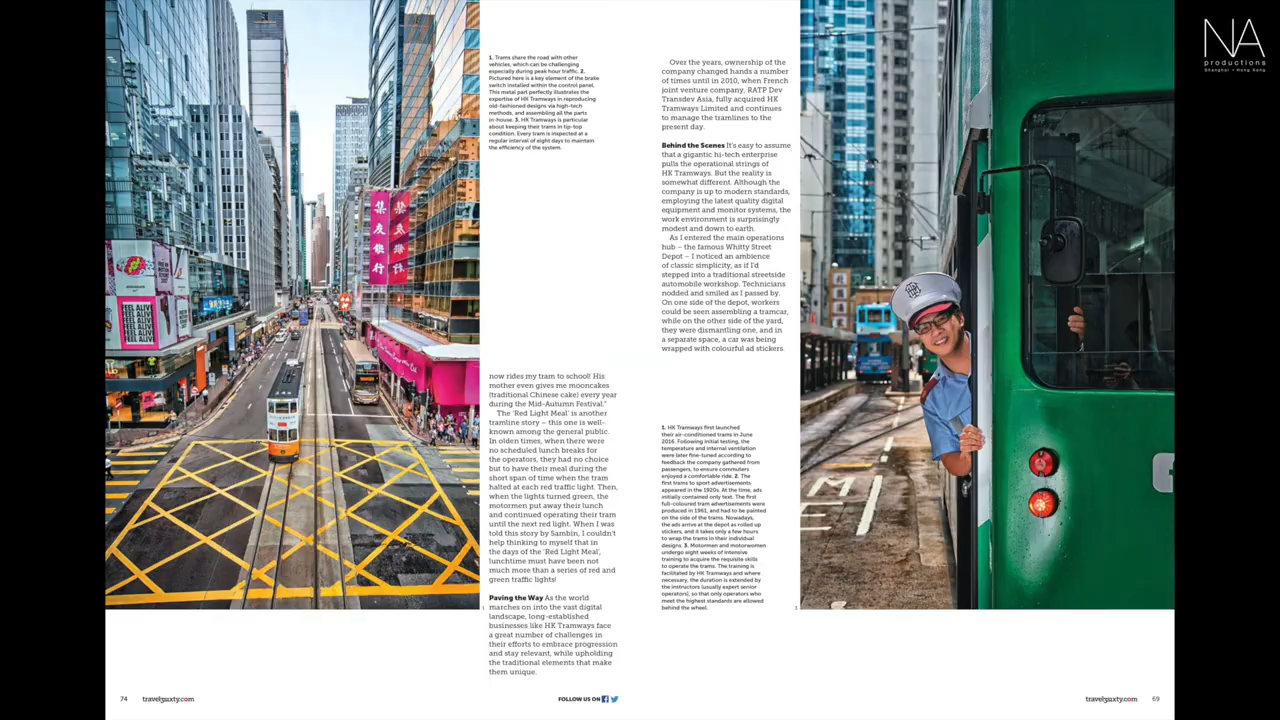 NA
productions
Shanghai - Hong Kong
1. Trams share the road with other
vehicles, which can be challenging
especially during peak hour traffic. 2.
Pictured here is a key element of the brake
switch installed within the control panel.
This metal part perfectly illustrates the
expertise of HK Tramways in reproducing
old-fashioned designs via high-tech
methods, and assembling all the parts
in-house. 3. HK Tramways is particular
about keeping their trams in tip-top
condition. Every tram is inspected at a
regular interval of eight days to maintain
the efficiency of the system.
now rides my tram to school! His
mother even gives me mooncakes
(traditional Chinese cake) every year
during the Mid-Autumn Festival."
The 'Red Light Meal' is another
tramline story – this one is well-
known among the general public.
In olden times, when there were
no scheduled lunch breaks for
the operators, they had no choice
but to have their meal during the
short span of time when the tram
halted at each red traffic light. Then,
when the lights turned green, the
motormen put away their lunch
and continued operating their tram
until the next red light. When I was
told this story by Sambin, I couldn't
help thinking to myself that in
the days of the 'Red Light Meal',
lunchtime must have been not
much more than a series of red and
green traffic lights!
Paving the Way As the world
marches on into the vast digital
landscape, long-established
businesses like HK Tramways face
a great number of challenges in
their efforts to embrace progression
and stay relevant, while upholding
the traditional elements that make
them unique.
Over the years, ownership of the
company changed hands a number
of times until in 2010, when French
joint venture company, RATP Dev
Transdev Asia, fully acquired HK
Tramways Limited and continues
to manage the tramlines to the
present day.
Behind the Scenes It's easy to assume
that a gigantic hi-tech enterprise
pulls the operational strings of
HK Tramways. But the reality is
somewhat different. Although the
company is up to modern standards,
employing the latest quality digital
equipment and monitor systems, the
work environment is surprisingly
modest and down to earth.
As I entered the main operations
hub – the famous Whitty Street
Depot – I noticed an ambience
of classic simplicity, as if I'd
stepped into a traditional streetside
automobile workshop. Technicians
nodded and smiled as I passed by.
On one side of the depot, workers
could be seen assembling a tramcar,
while on the other side of the yard,
they were dismantling one, and in
a separate space, a car was being
wrapped with colourful ad stickers.
1. HK Tramways first launched
their air-conditioned trams in June
2016. Following initial testing, the
temperature and internal ventilation
were later fine-tuned according to
feedback the company gathered from
passengers, to ensure commuters
enjoyed a comfortable ride. 2. The
first trams to sport advertisements
appeared in the 1920s. At the time, ads
initially contained only text. The first
full-coloured tram advertisements were
produced in 1961, and had to be painted
on the side of the trams. Nowadays,
the ads arrive at the depot as rolled up
stickers, and it takes only a few hours
to wrap the trams in their individual
designs. 3. Motormen and motorwomen
undergo eight weeks of intensive
training to acquire the requisite skills
to operate the trams. The training is
facilitated by HK Tramways and where
necessary, the duration is extended by
the instructors (usually expert senior
operators), so that only operators who
meet the highest standards are allowed
behind the wheel.
集友銀行
FEEL ALIVE
FEEL ALIVE
FEEL ALIVE
1
3
74 travel3sixty.com
FOLLOW US ON
travel3sixty.com 69